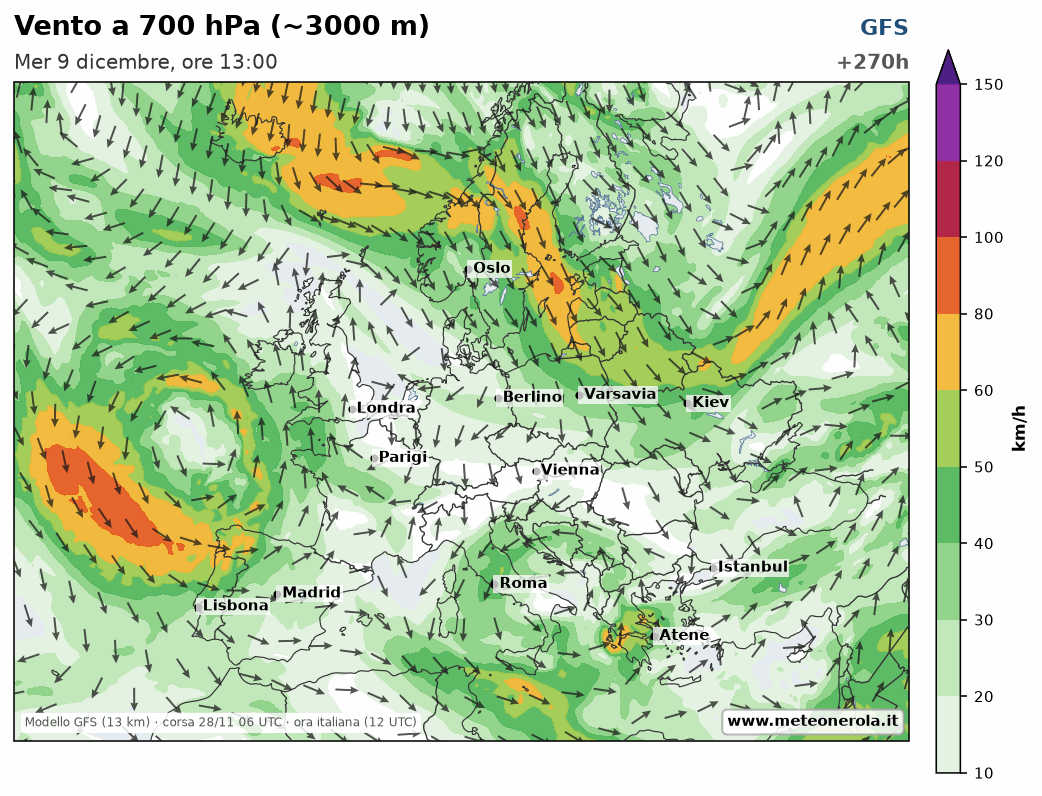 Vento a 700 hPa (~3000 m)
GFS
Mer 9 dicembre, ore 13:00
+270h
150
120
100
80
60
50
40
30
20
10
km/h
Oslo
Berlino
Varsavia
Kiev
Londra
Parigi
Vienna
Istanbul
Roma
Madrid
Lisbona
Atene
Modello GFS (13 km) · corsa 28/11 06 UTC · ora italiana (12 UTC)
www.meteonerola.it